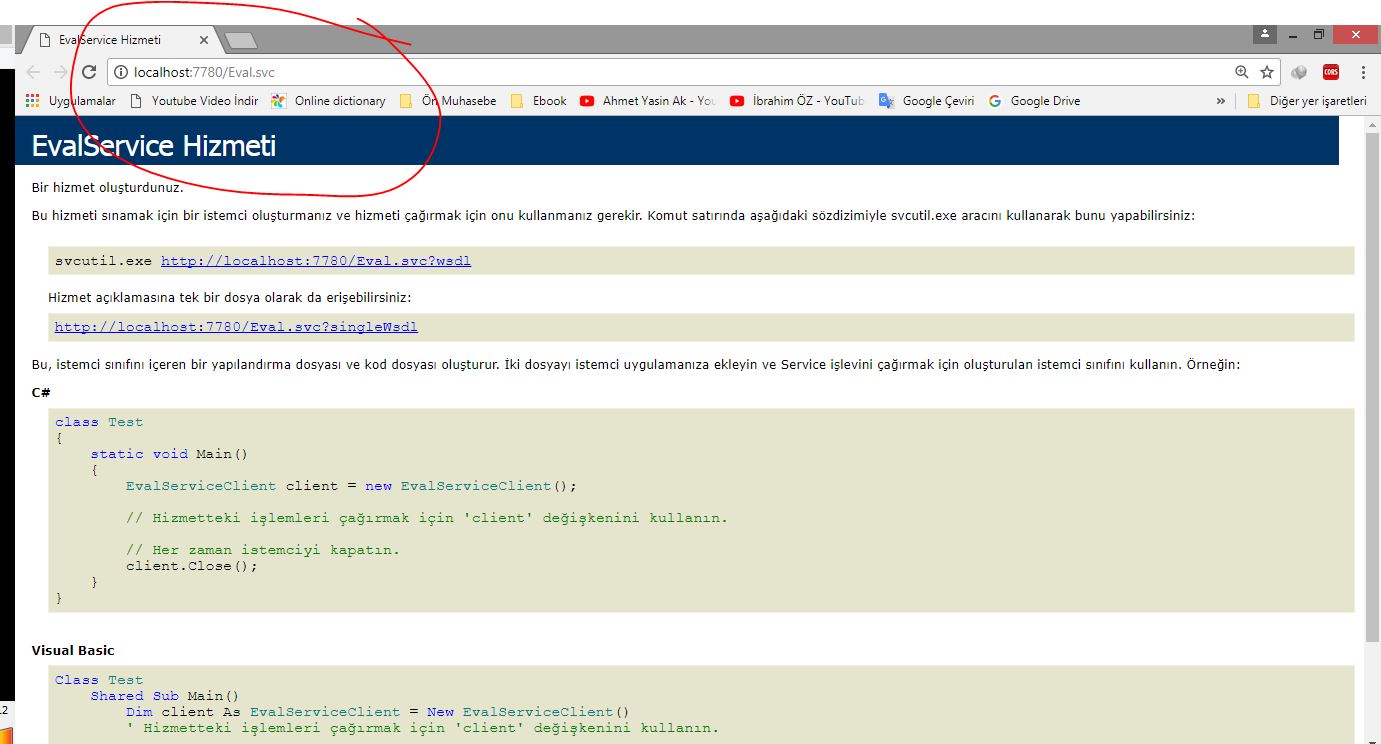 EvalService Hizmeti
localhost:7780/Eval.svc
CORS
Uygulamalar Youtube Video İndir Online dictionary Ön Muhasebe Ebook Ahmet Yasin Ak - You İbrahim ÖZ - YouTub Google Çeviri Google Drive » Diğer yer işaretleri
EvalService Hizmeti
Bir hizmet oluşturdunuz.
Bu hizmeti sınamak için bir istemci oluşturmanız ve hizmeti çağırmak için onu kullanmanız gerekir. Komut satırında aşağıdaki sözdizimiyle svcutil.exe aracını kullanarak bunu yapabilirsiniz:
svcutil.exe http://localhost:7780/Eval.svc?wsdl
Hizmet açıklamasına tek bir dosya olarak da erişebilirsiniz:
http://localhost:7780/Eval.svc?singleWsdl
Bu, istemci sınıfını içeren bir yapılandırma dosyası ve kod dosyası oluşturur. İki dosyayı istemci uygulamanıza ekleyin ve Service işlevini çağırmak için oluşturulan istemci sınıfını kullanın. Örneğin:
C#
class Test
{
static void Main()
{
EvalServiceClient client = new EvalServiceClient();
// Hizmetteki işlemleri çağırmak için 'client' değişkenini kullanın.
// Her zaman istemciyi kapatın.
client.Close();
}
}
Visual Basic
Class Test
Shared Sub Main()
Dim client As EvalServiceClient = New EvalServiceClient()
' Hizmetteki işlemleri çağırmak için 'client' değişkenini kullanın.